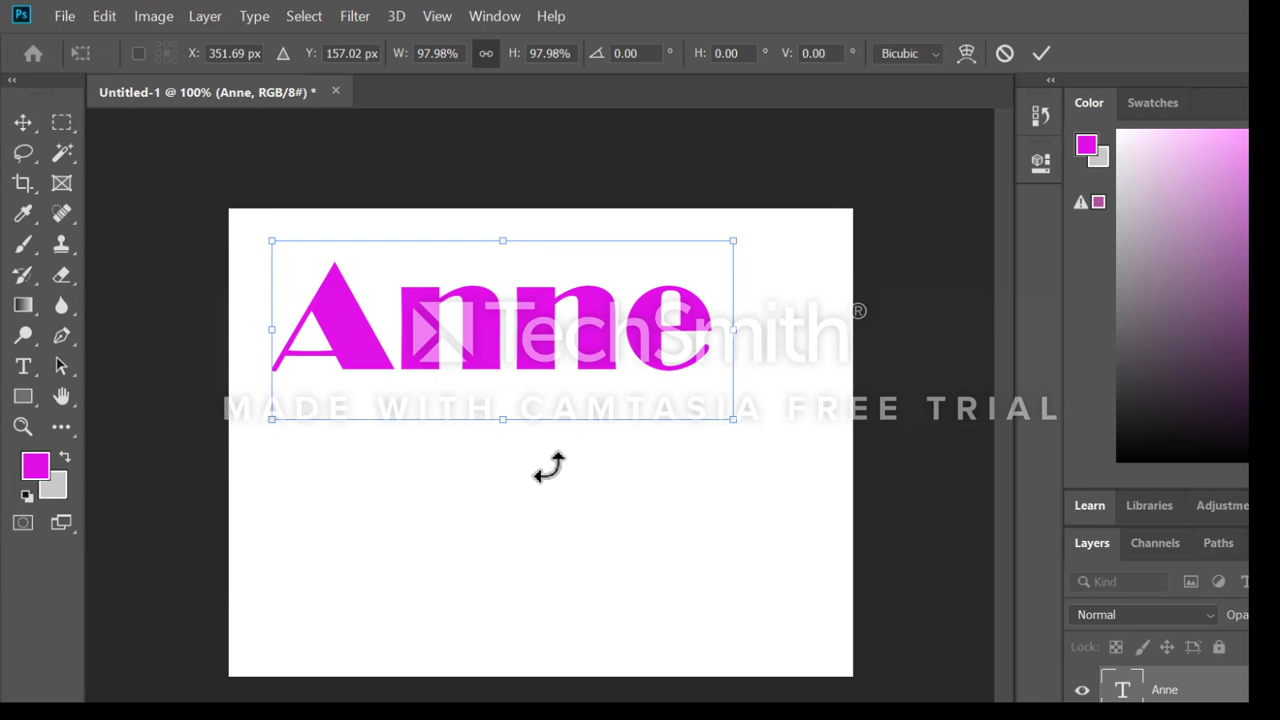 Ps File Edit Image Layer Type Select Filter 3D View Window Help
X: 351.69 px Y: 157.02 px W: 97.98% H: 97.98% 0.00 ° H: 0.00 ° V: 0.00 ° Bicubic
Untitled-1 @ 100% (Anne, RGB/8#) * ×
Color Swatches
Anne
TechSmith®
MADE WITH CAMTASIA FREE TRIAL
Learn Libraries Adjustme
Layers Channels Paths
Kind
Normal Opa
Lock:
T Anne